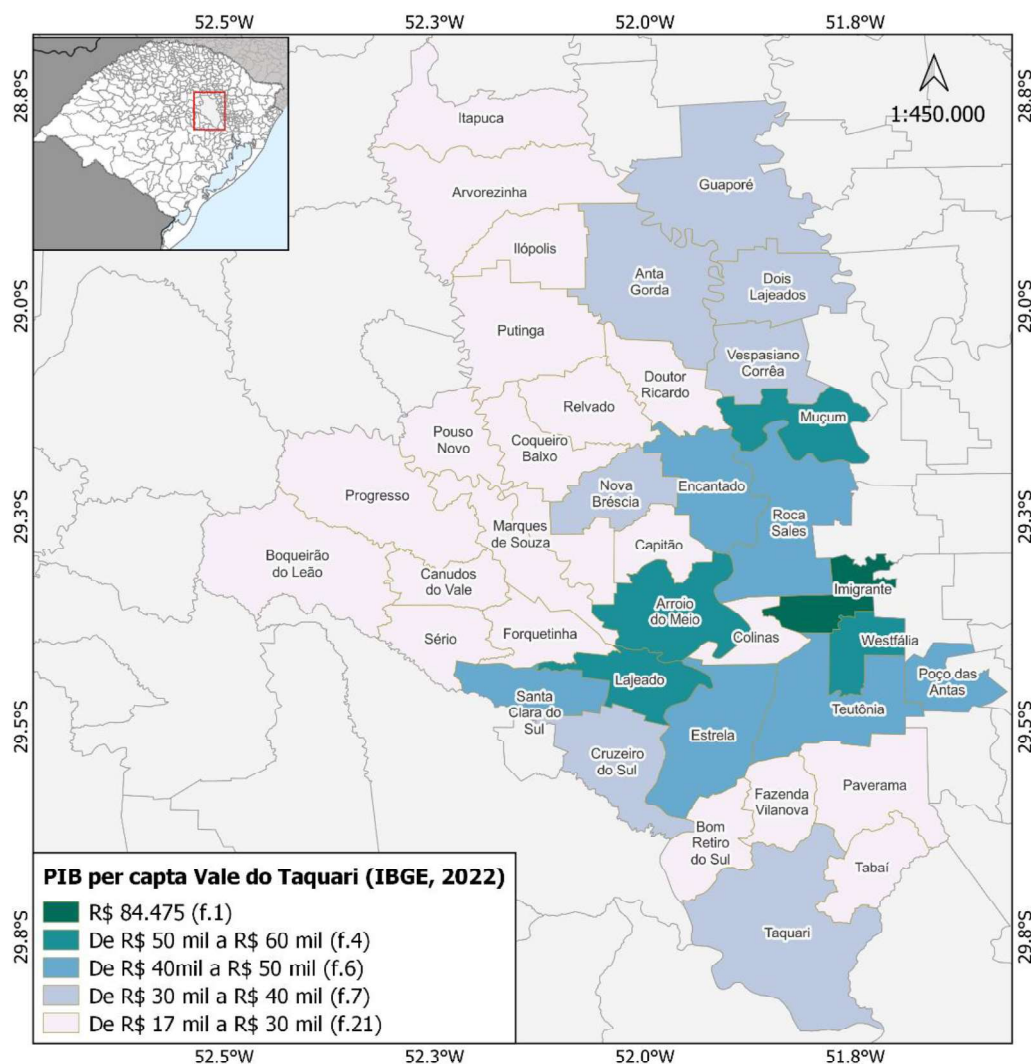 52.5°W
52.3°W
52.0°W
51.8°W
28.8°S
28.8°S
1:450.000
Itapuca
Arvorezinha
Guaporé
Ilópolis
Anta
Gorda
Dois
Lajeados
29.0°S
29.0°S
Putinga
Vespasiano
Corrêa
Doutor
Ricardo
Relvado
Muçum
Pouso
Novo
Coqueiro
Baixo
Progresso
Nova
Bréscia
Encantado
29.3°S
29.3°S
Roca
Sales
Marques
de Souza
Capitão
Boqueirão
do Leão
Canudos
do Vale
Imigrante
Arroio
do Meio
Sério
Forquetinha
Colinas
Westfália
Lajeado
Poço das
Antas
Santa
Clara do
Sul
Teutônia
29.5°S
29.5°S
Estrela
Cruzeiro
do Sul
Fazenda
Vilanova
Paverama
Bom
Retiro
do Sul
Tabaí
Taquari
29.8°S
29.8°S
PIB per capta Vale do Taquari (IBGE, 2022)
R$ 84.475 (f.1)
De R$ 50 mil a R$ 60 mil (f.4)
De R$ 40mil a R$ 50 mil (f.6)
De R$ 30 mil a R$ 40 mil (f.7)
De R$ 17 mil a R$ 30 mil (f.21)
52.5°W
52.3°W
52.0°W
51.8°W